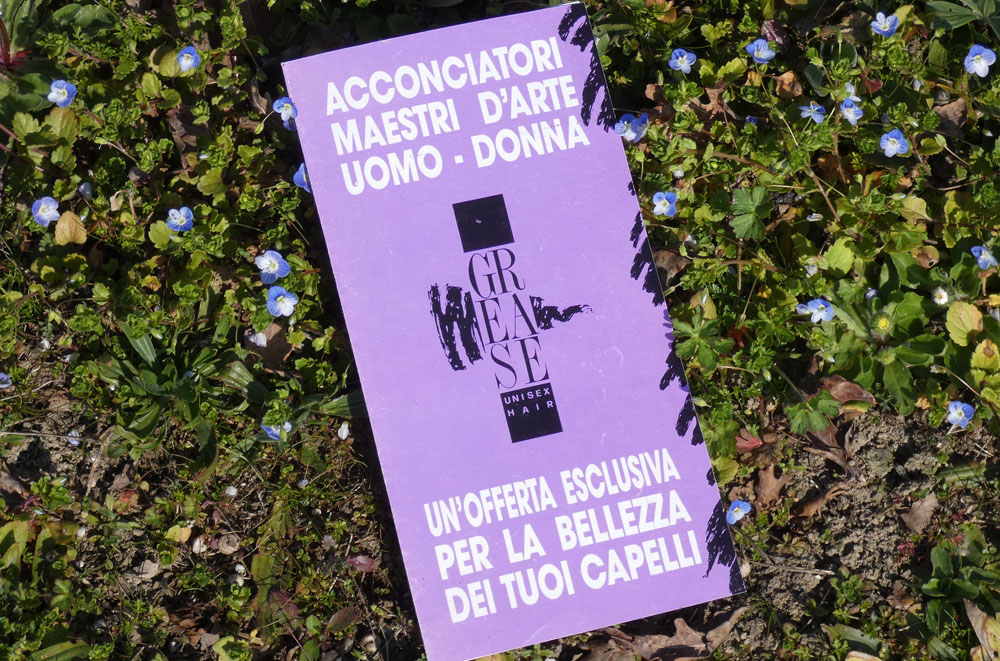 ACCONCIATORI
MAESTRI D'ARTE
UOMO - DONNA
GR
EA
SE
UNISEX
HAIR
UN'OFFERTA ESCLUSIVA
PER LA BELLEZZA
DEI TUOI CAPELLI